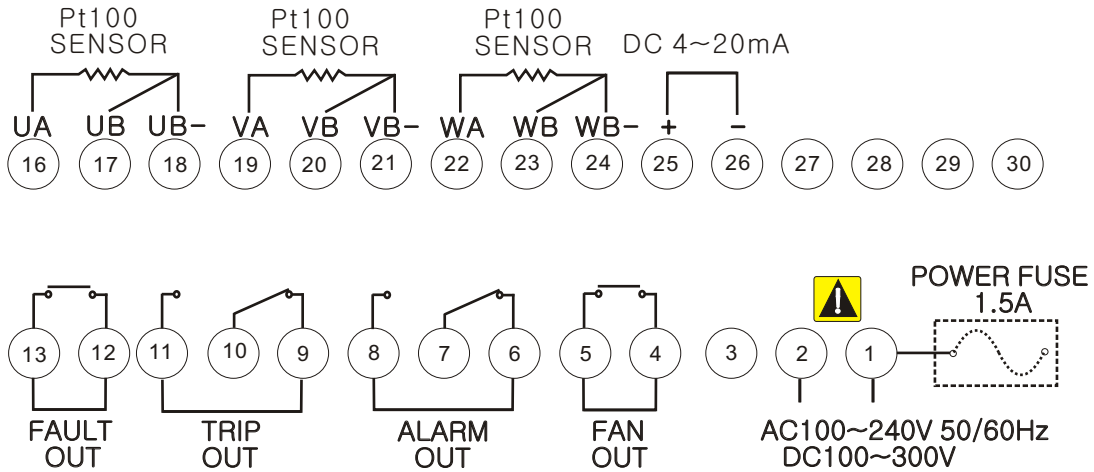 Pt100 Pt100 Pt100
SENSOR SENSOR SENSOR DC 4~20mA
UA UB UB- VA VB VB- WA WB WB- + -
16 17 18 19 20 21 22 23 24 25 26 27 28 29 30
POWER FUSE
1.5A
13 12 11 10 9 8 7 6 5 4 3 2 1
FAULT TRIP ALARM FAN AC100~240V 50/60Hz
OUT OUT OUT OUT DC100~300V